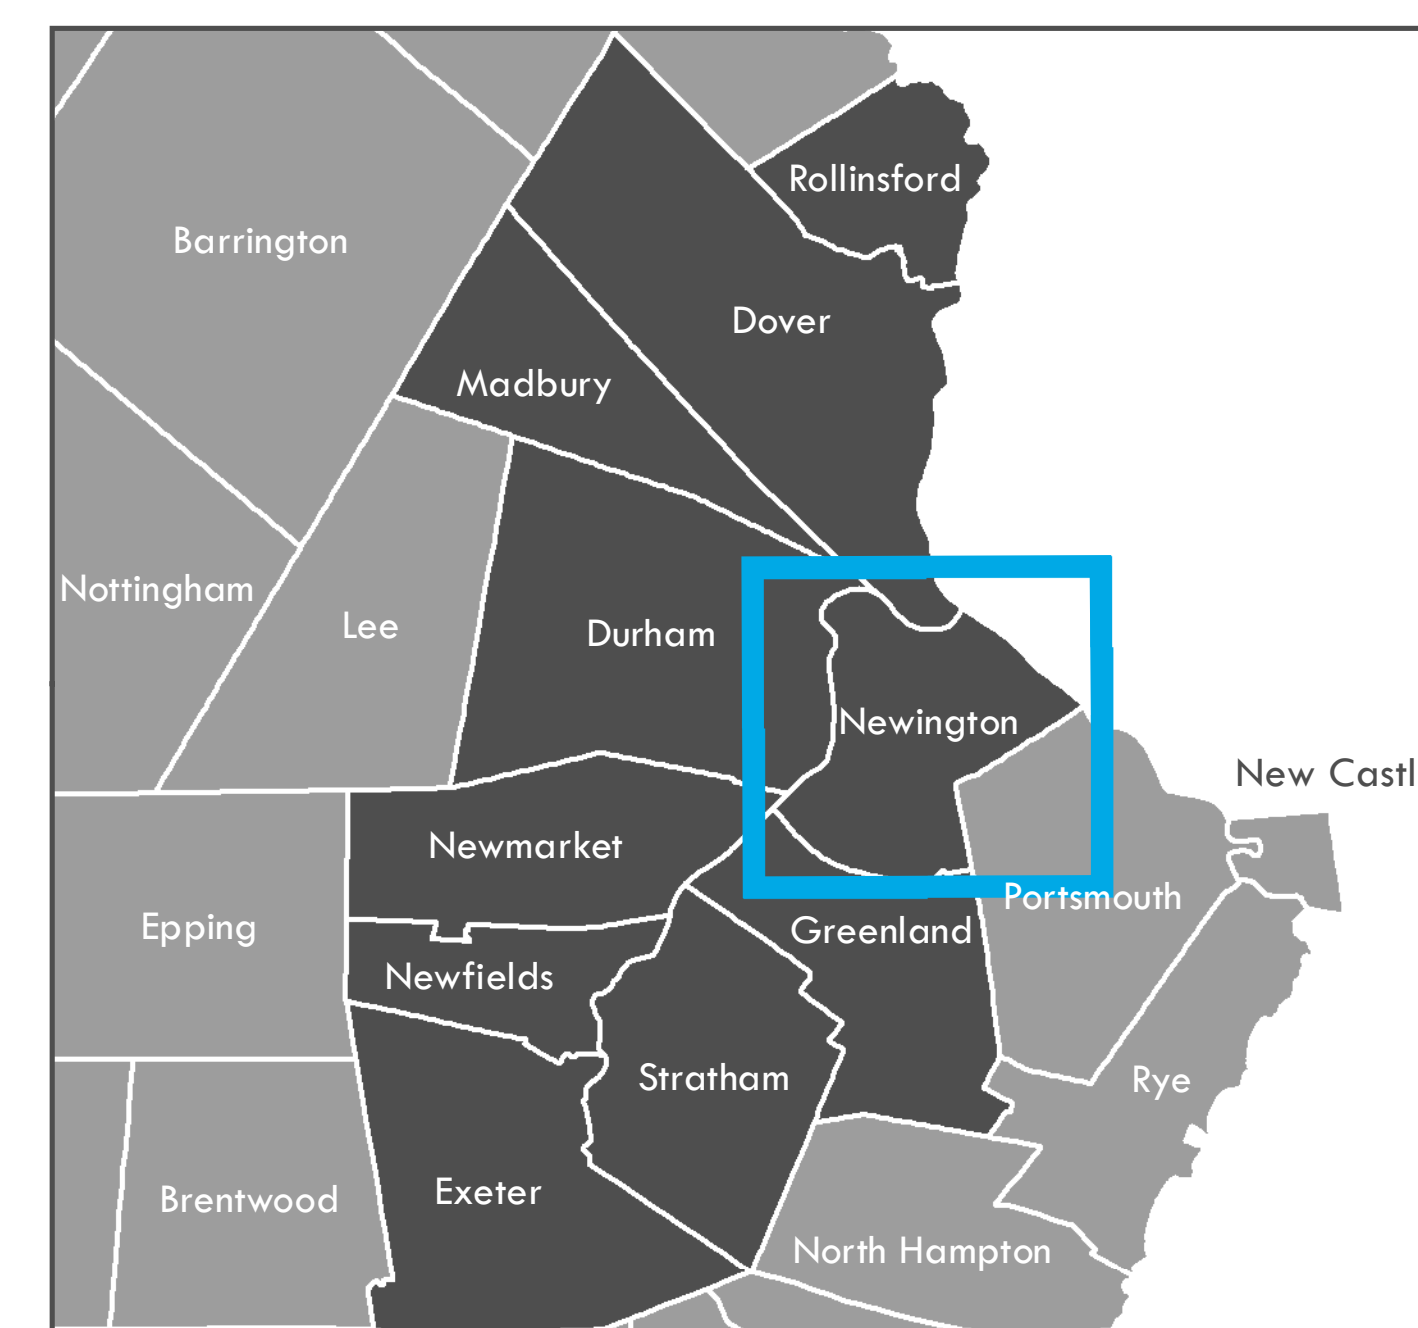 Rollinsford
Barrington
Dover
Madbury
Nottingham
Lee
Durham
Newington
New Castl
Newmarket
Portsmouth
Epping
Greenland
Newfields
Stratham
Rye
Brentwood
Exeter
North Hampton